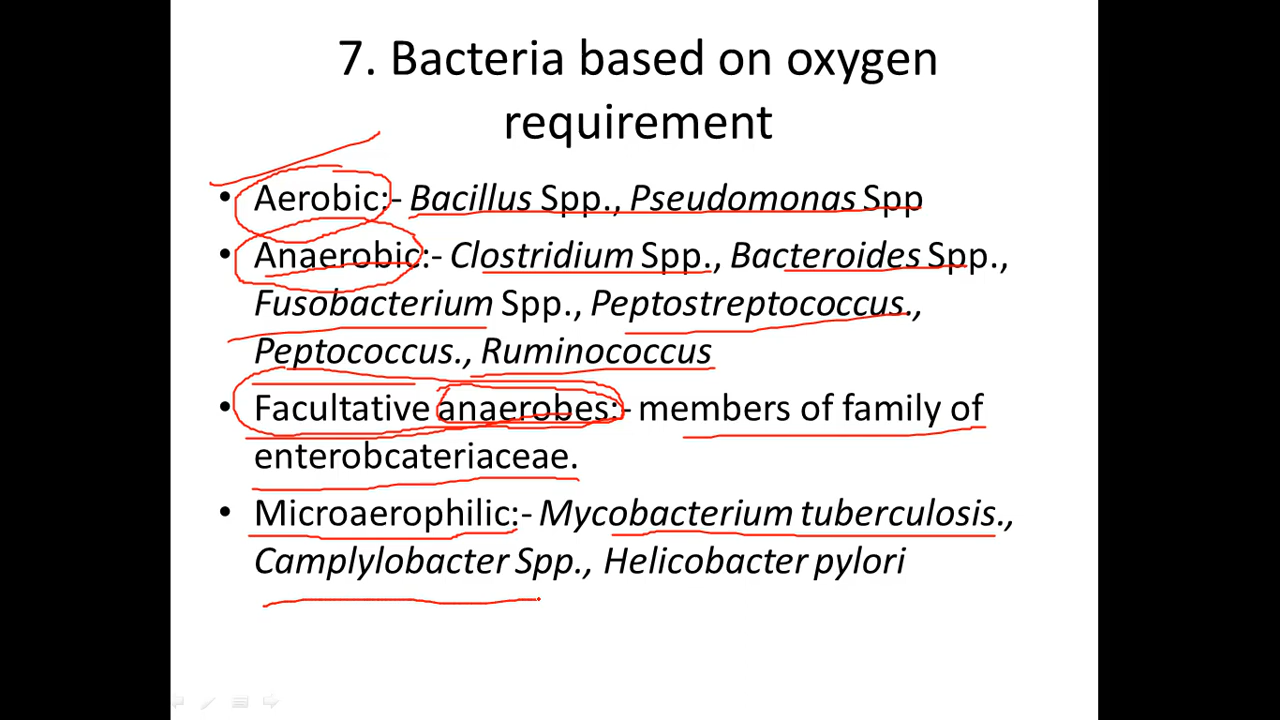 7. Bacteria based on oxygen
requirement
• Aerobic:- Bacillus Spp., Pseudomonas Spp
• Anaerobic:- Clostridium Spp., Bacteroides Spp.,
Fusobacterium Spp., Peptostreptococcus.,
Peptococcus., Ruminococcus
• Facultative anaerobes:- members of family of
enterobcateriaceae.
• Microaerophilic:- Mycobacterium tuberculosis.,
Camplylobacter Spp., Helicobacter pylori